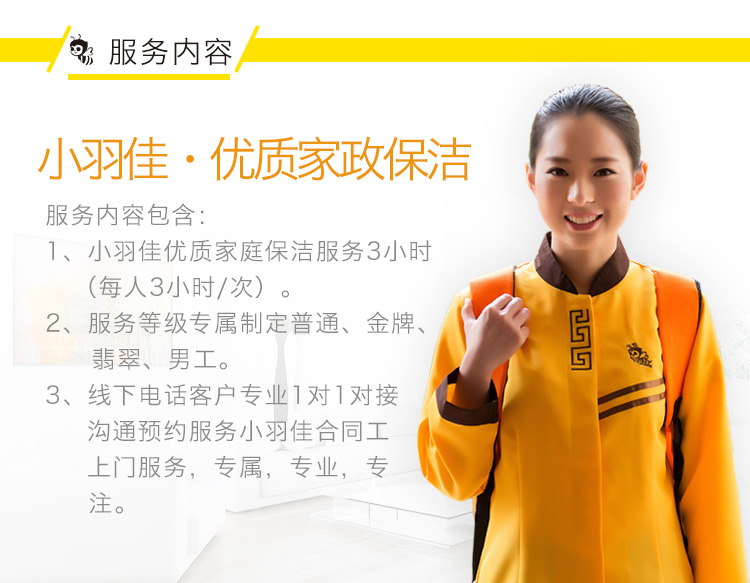 服务内容
小羽佳·优质家政保洁
服务内容包含：
1、小羽佳优质家庭保洁服务3小时
（每人3小时/次）。
2、服务等级专属制定普通、金牌、
翡翠、男工。
3、线下电话客户专业1对1对接
沟通预约服务小羽佳合同工
上门服务，专属，专业，专
注。